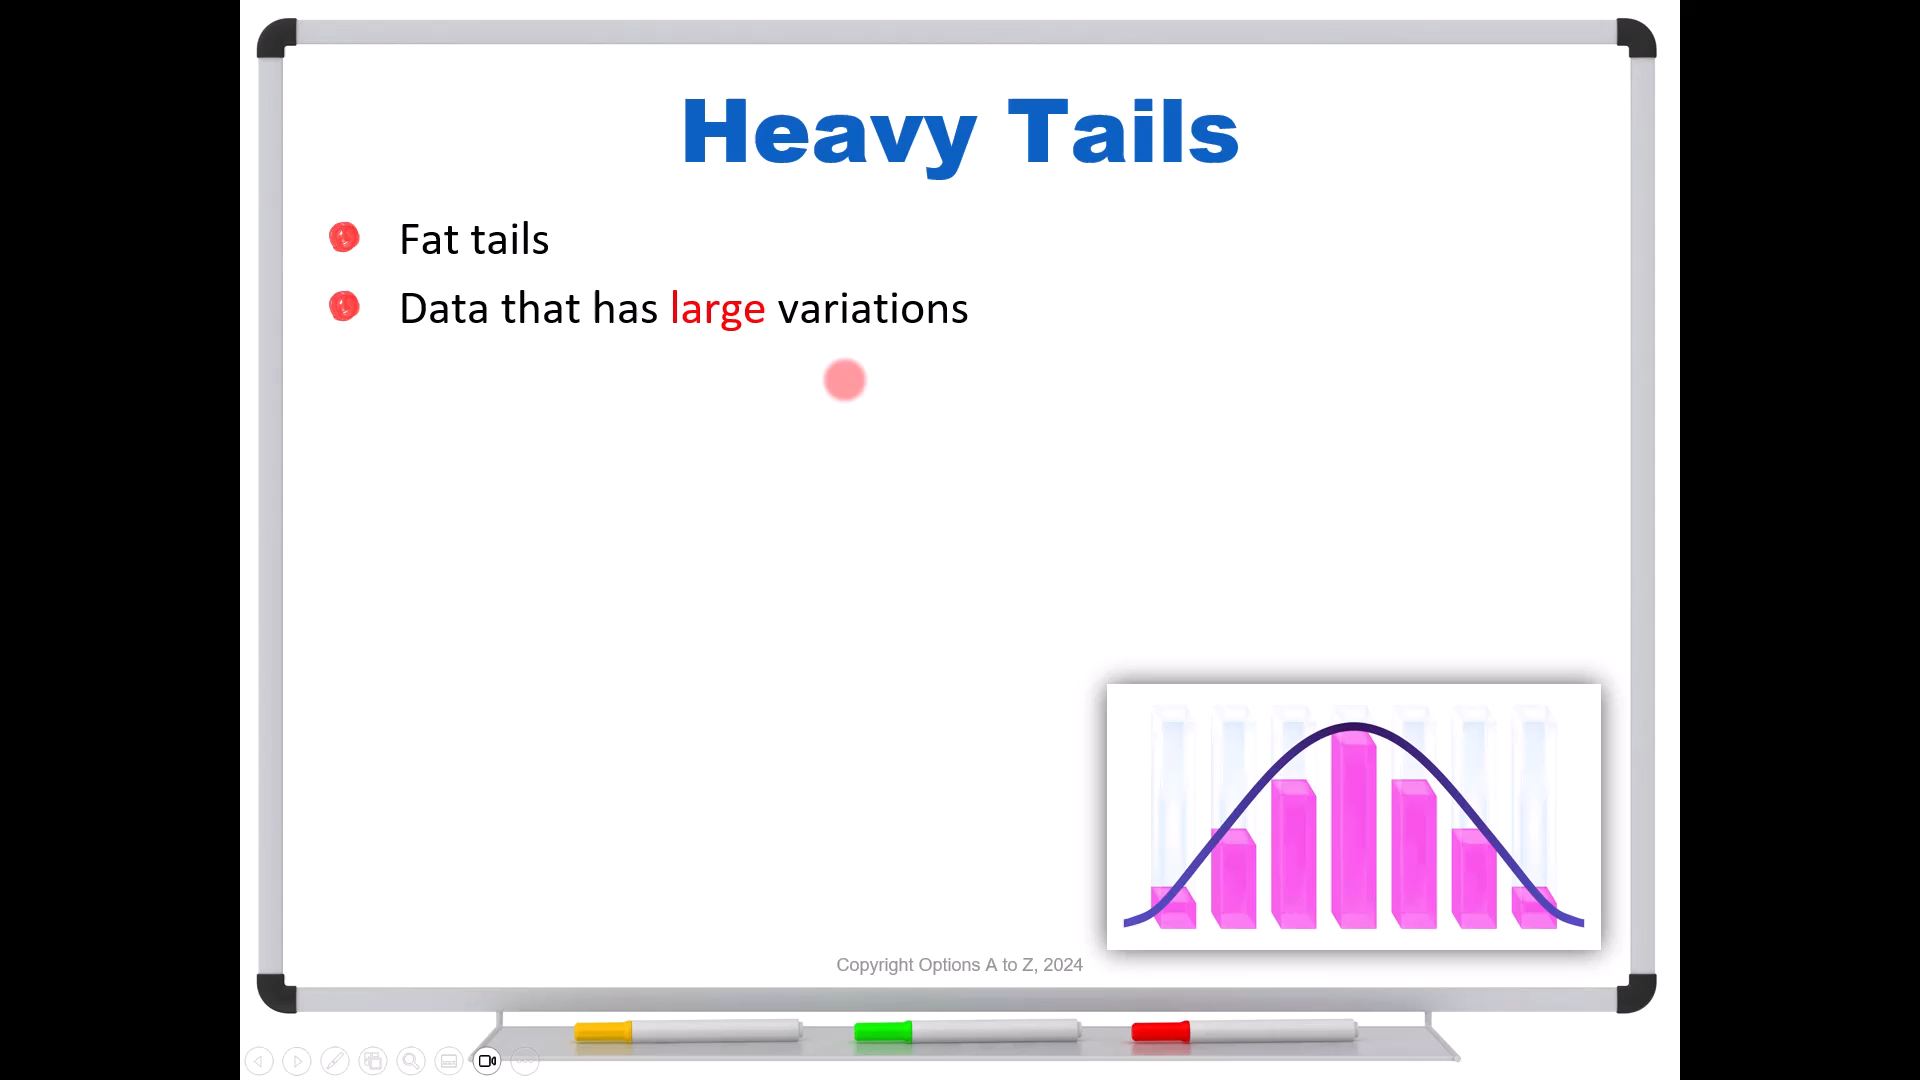 Heavy Tails
Fat tails
Data that has large variations
Copyright Options A to Z, 2024